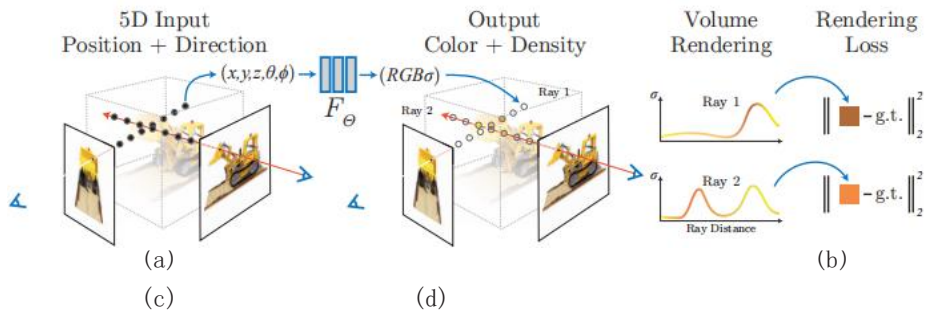 5D Input
Position + Direction
Output
Color + Density
Volume
Rendering
Rendering
Loss
(x,y,z,θ,ϕ)
F_Θ
(RGBσ)
Ray 1
Ray 2
σ
Ray 1
‖ − g.t. ‖₂²
σ
Ray 2
Ray Distance
‖ − g.t. ‖₂²
(a)
(b)
(c)
(d)